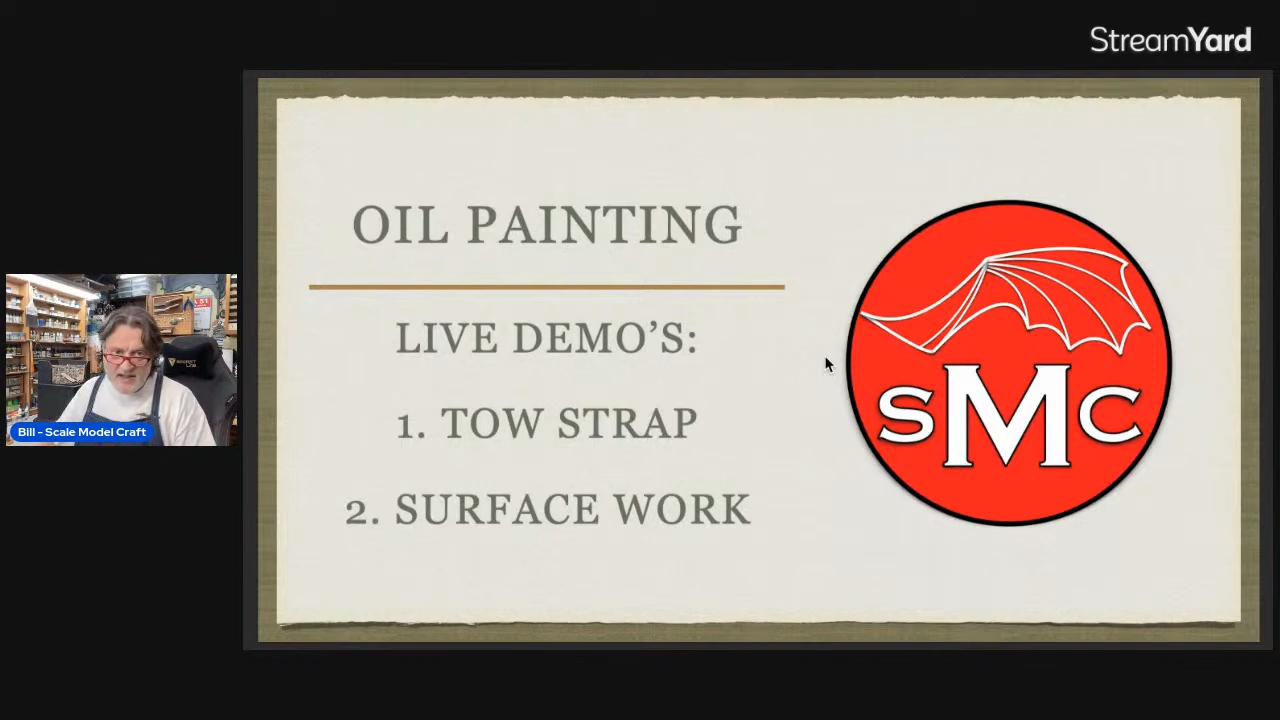 StreamYard
OIL PAINTING
LIVE DEMO’S:
1. TOW STRAP
2. SURFACE WORK
SMC
Bill – Scale Model Craft